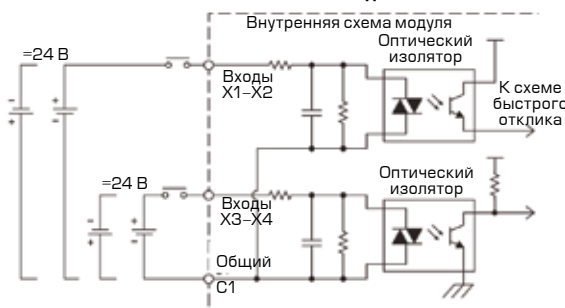 Внутренняя схема модуля
=24 В
Оптический
изолятор
Входы
X1–X2
К схеме
быстрого
отклика
=24 В
Оптический
изолятор
Входы
X3–X4
Общий
C1